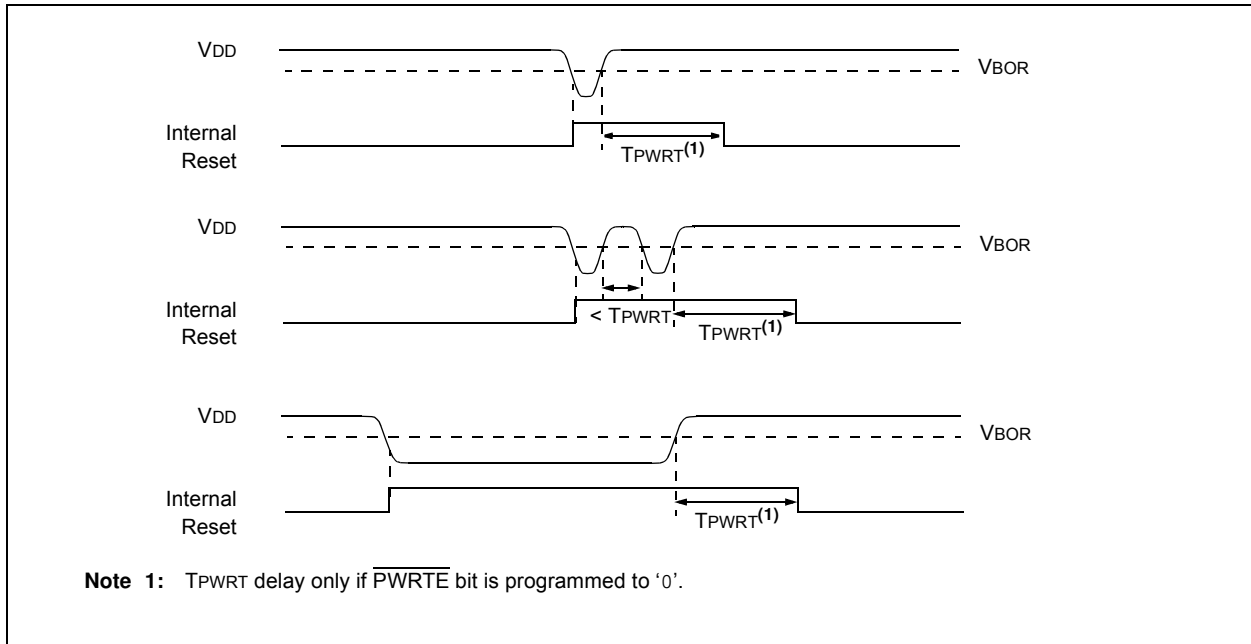 VDD
VBOR
Internal
Reset
TPWRT(1)
VDD
VBOR
Internal
Reset
< TPWRT
TPWRT(1)
VDD
VBOR
Internal
Reset
TPWRT(1)
Note 1: TPWRT delay only if PWRTE bit is programmed to ‘0’.